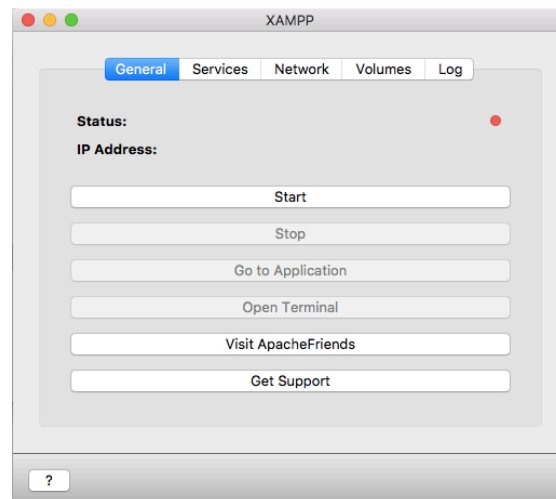 XAMPP
General Services Network Volumes Log
Status:
IP Address:
Start
Stop
Go to Application
Open Terminal
Visit ApacheFriends
Get Support
?